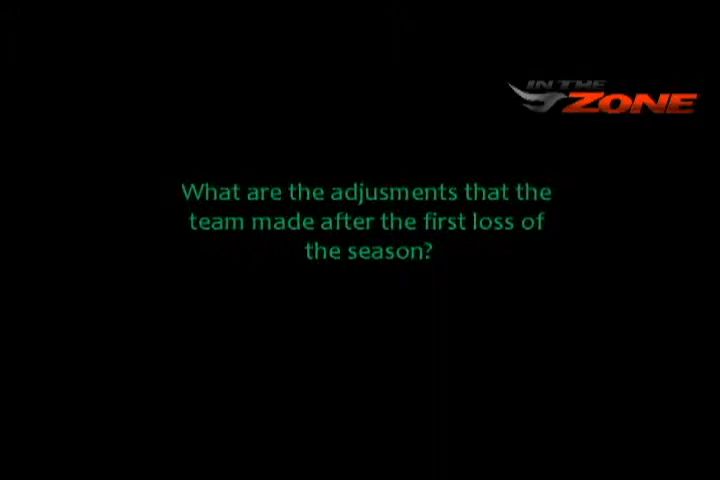 IN THE
ZONE
What are the adjusments that the
team made after the first loss of
the season?